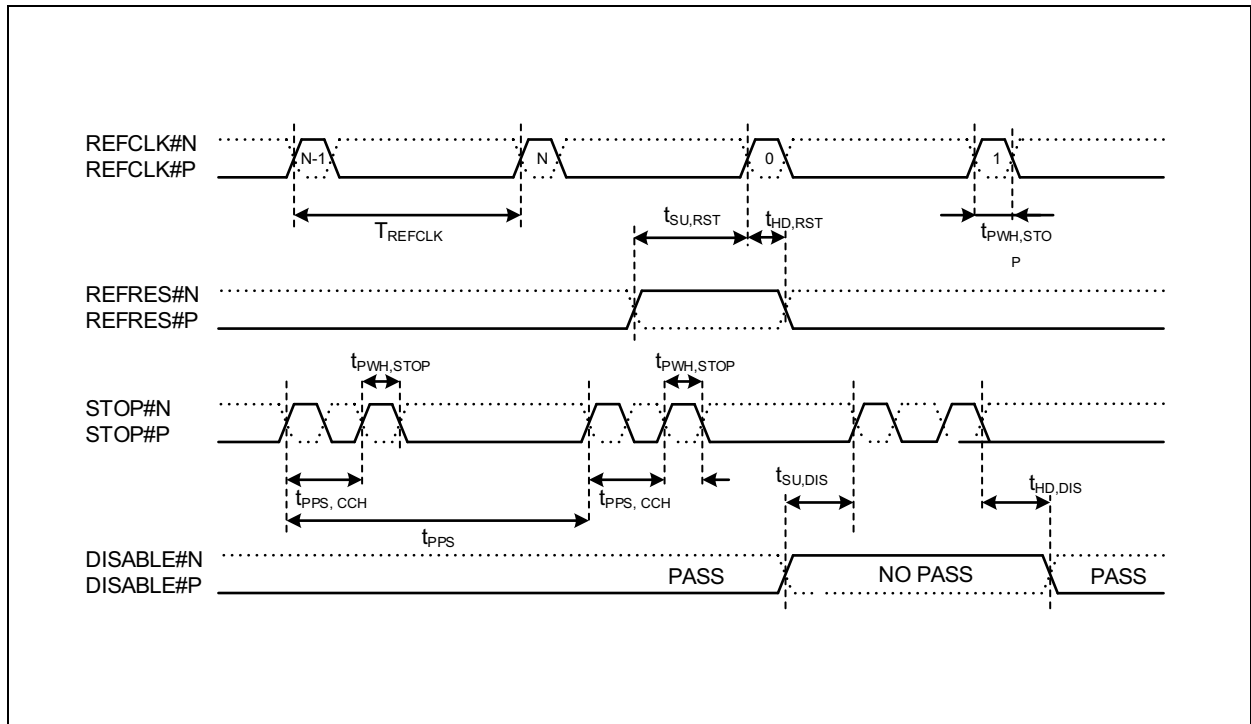 REFCLK#N
REFCLK#P
N-1
N
0
1
TREFCLK
tSU,RST
tHD,RST
tPWH,STO
P
REFRES#N
REFRES#P
tPWH,STOP
tPWH,STOP
STOP#N
STOP#P
tPPS, CCH
tPPS, CCH
tSU,DIS
tHD,DIS
tPPS
DISABLE#N
DISABLE#P
PASS
NO PASS
PASS